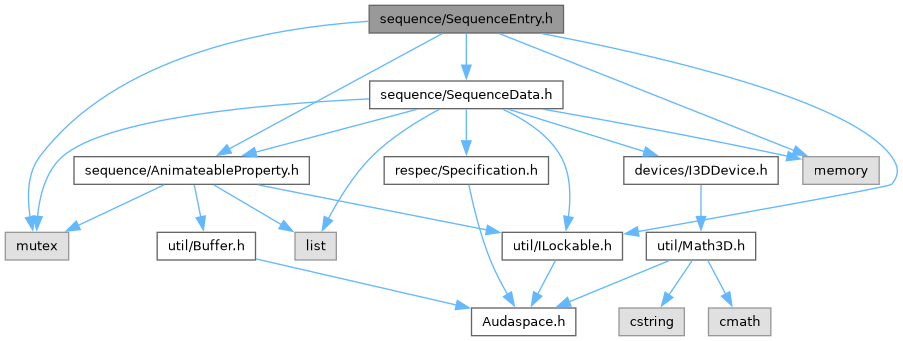 sequence/SequenceEntry.h
sequence/SequenceData.h
sequence/AnimateableProperty.h
respec/Specification.h
devices/I3DDevice.h
memory
mutex
util/Buffer.h
list
util/ILockable.h
util/Math3D.h
Audaspace.h
cstring
cmath